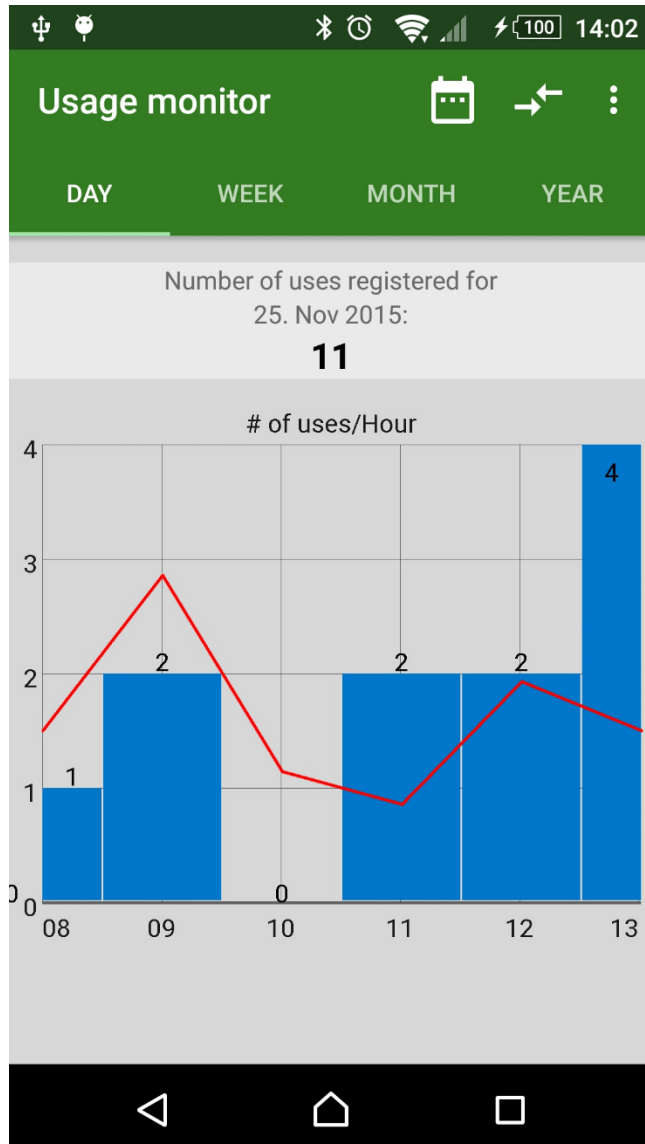 100 14:02
Usage monitor
DAY WEEK MONTH YEAR
Number of uses registered for
25. Nov 2015:
11
# of uses/Hour
4
4
3
2 2 2
2
1
1
0 0 0
08 09 10 11 12 13